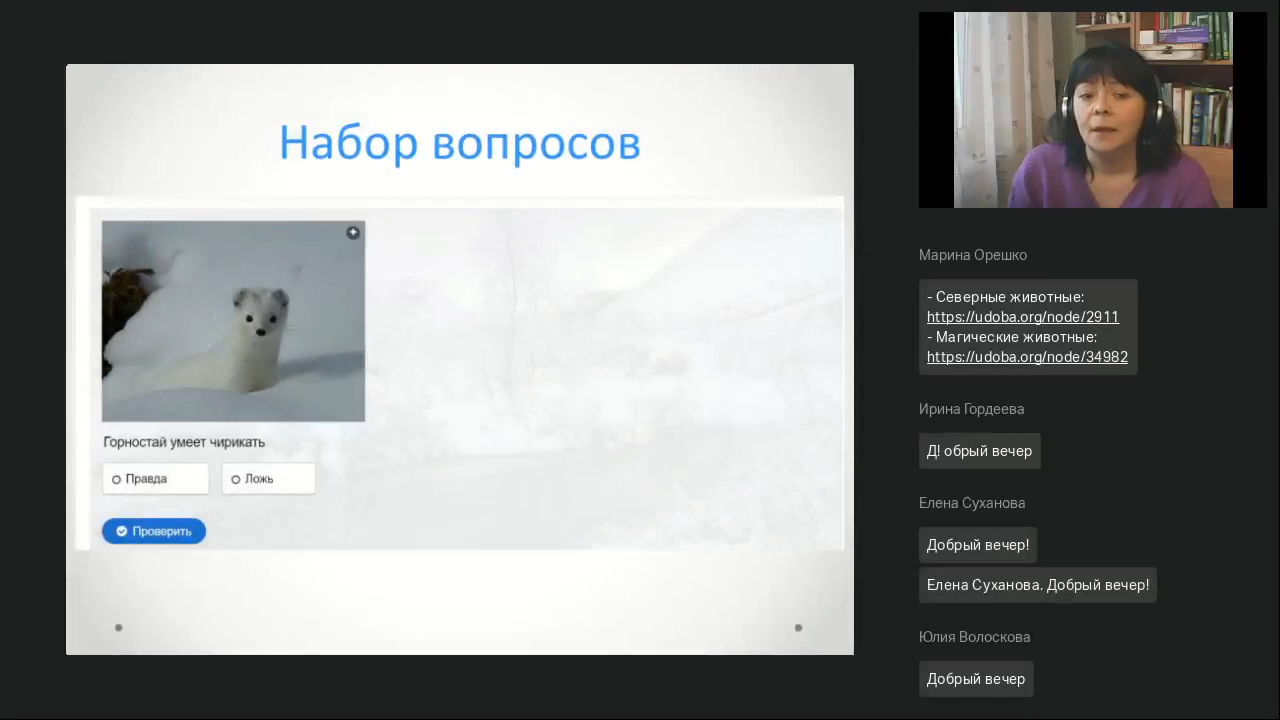 Набор вопросов
Горностай умеет чирикать
Правда
Ложь
Проверить
Марина Орешко
- Северные животные:
https://udoba.org/node/2911
- Магические животные:
https://udoba.org/node/34982
Ирина Гордеева
Д! обрый вечер
Елена Суханова
Добрый вечер!
Елена Суханова. Добрый вечер!
Юлия Волоскова
Добрый вечер